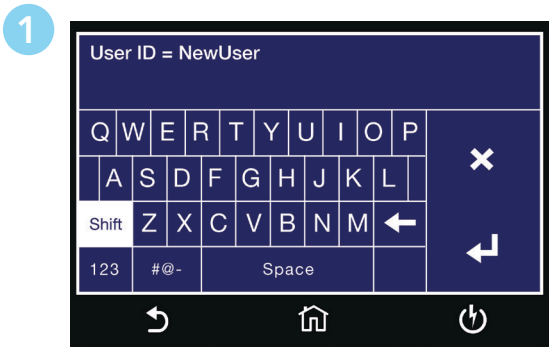 1
User ID = NewUser
Q W E R T Y U I O P
A S D F G H J K L
Shift Z X C V B N M
123 #@- Space